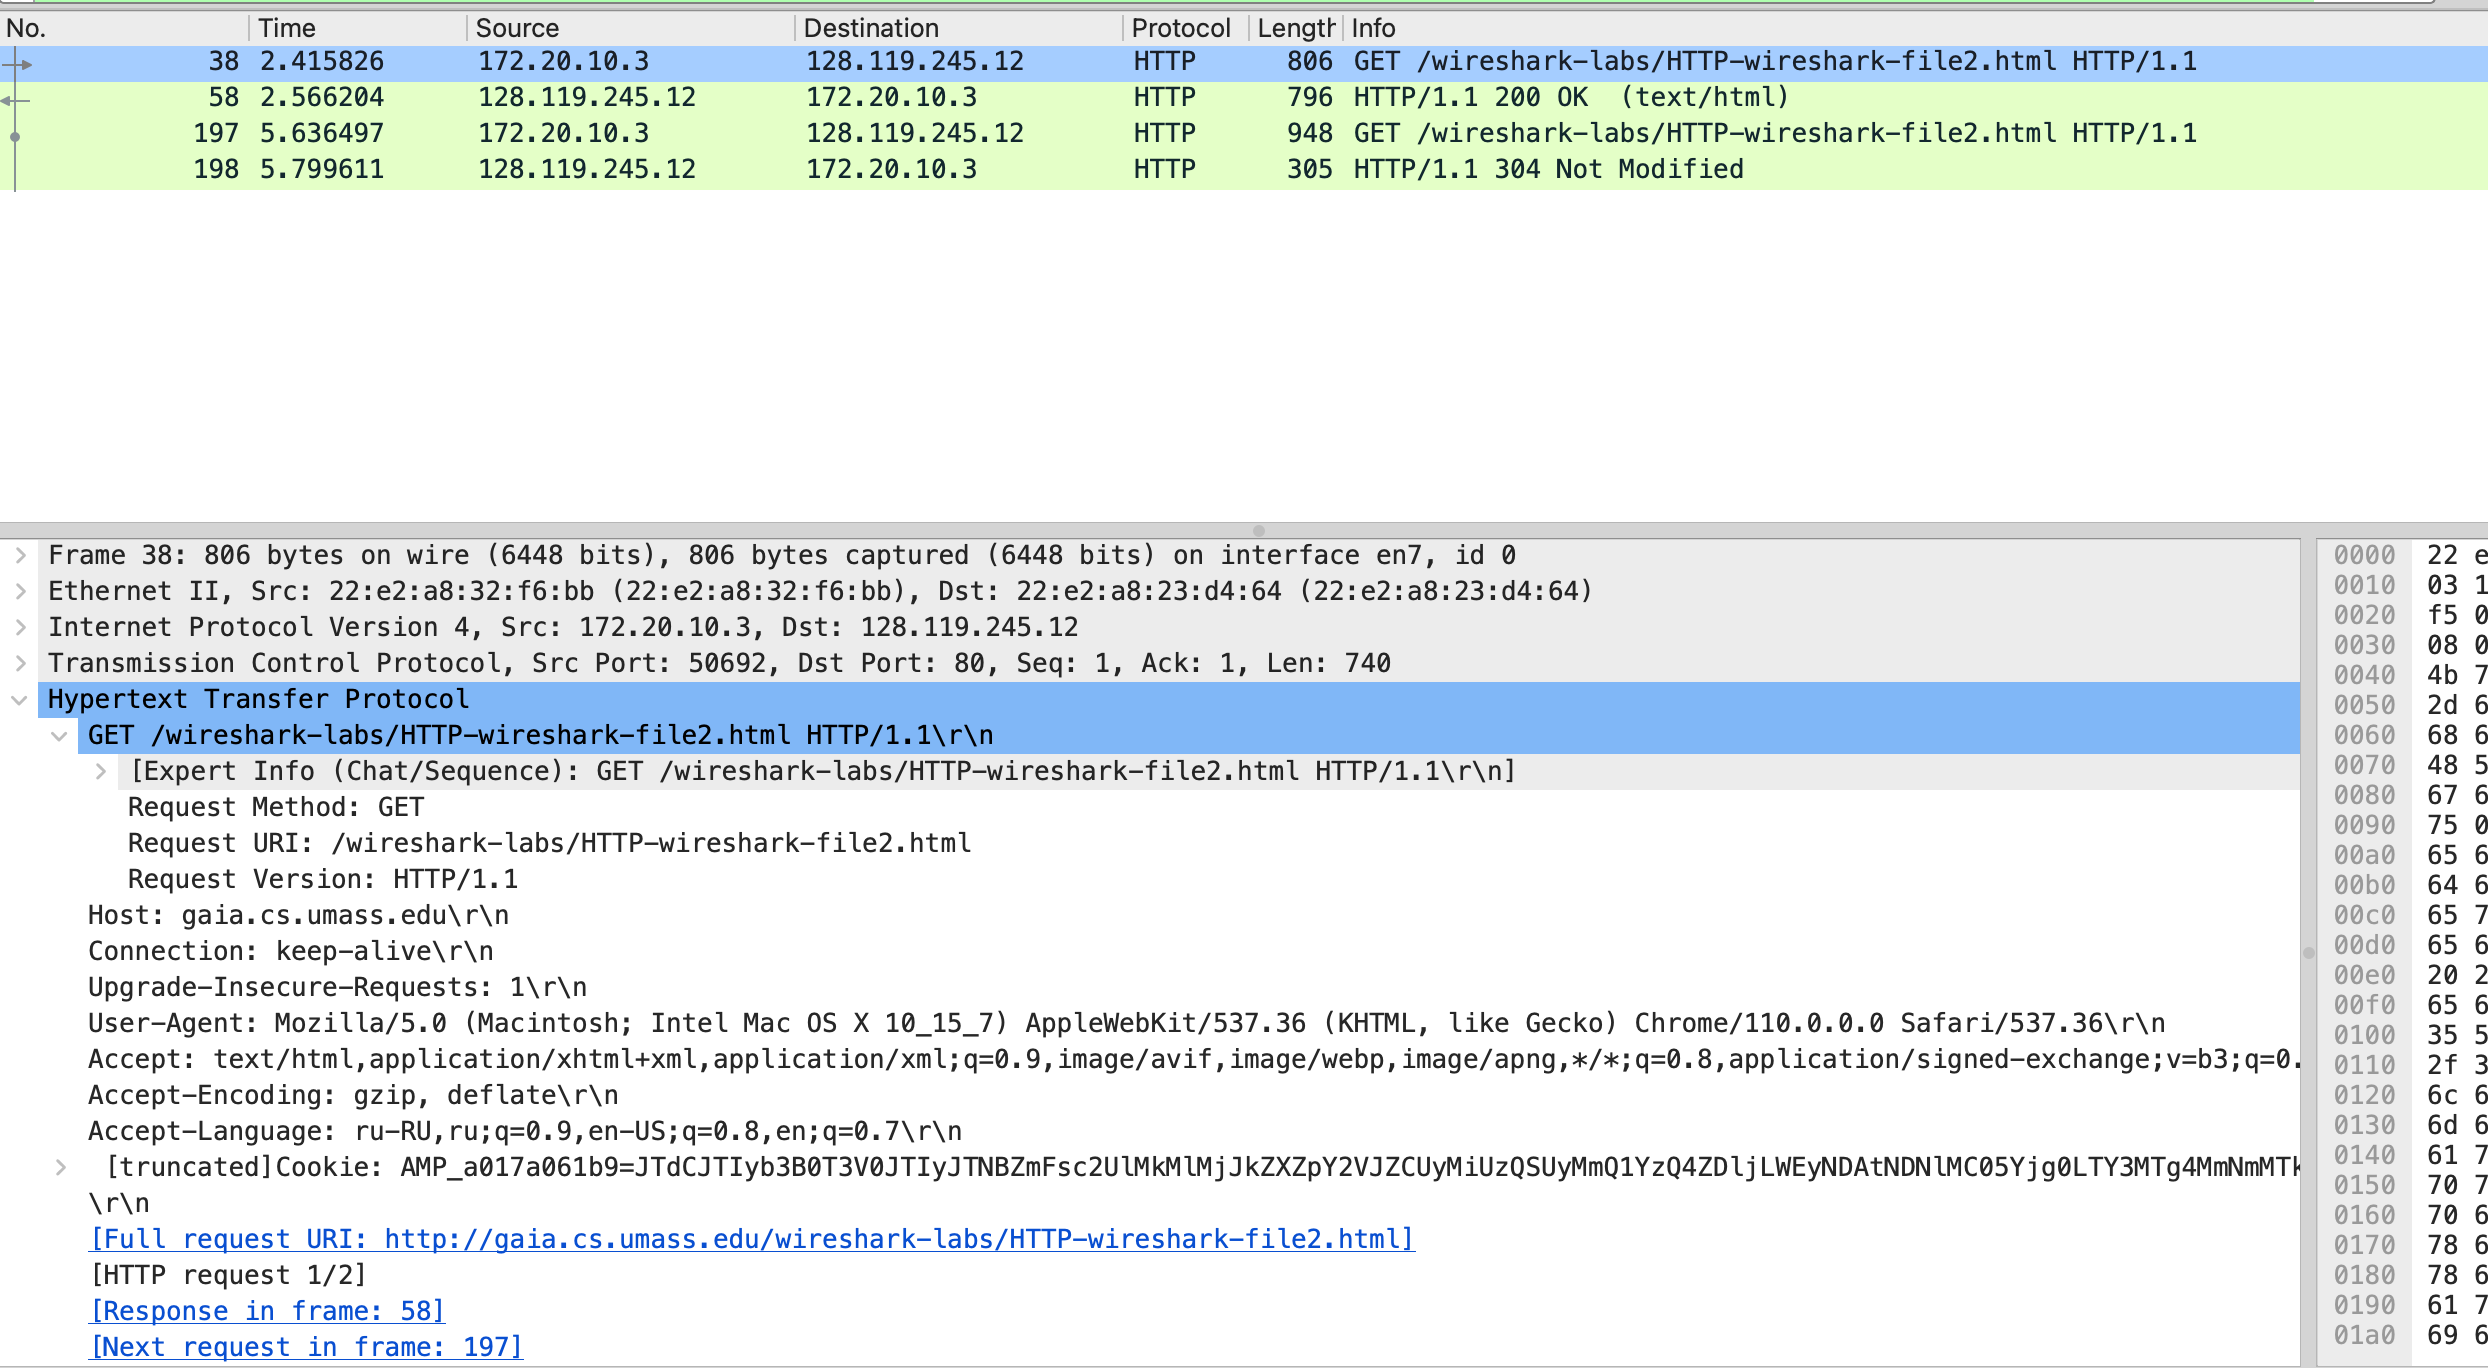 No. Time Source Destination Protocol Length Info
38 2.415826 172.20.10.3 128.119.245.12 HTTP 806 GET /wireshark-labs/HTTP-wireshark-file2.html HTTP/1.1
58 2.566204 128.119.245.12 172.20.10.3 HTTP 796 HTTP/1.1 200 OK  (text/html)
197 5.636497 172.20.10.3 128.119.245.12 HTTP 948 GET /wireshark-labs/HTTP-wireshark-file2.html HTTP/1.1
198 5.799611 128.119.245.12 172.20.10.3 HTTP 305 HTTP/1.1 304 Not Modified
Frame 38: 806 bytes on wire (6448 bits), 806 bytes captured (6448 bits) on interface en7, id 0
Ethernet II, Src: 22:e2:a8:32:f6:bb (22:e2:a8:32:f6:bb), Dst: 22:e2:a8:23:d4:64 (22:e2:a8:23:d4:64)
Internet Protocol Version 4, Src: 172.20.10.3, Dst: 128.119.245.12
Transmission Control Protocol, Src Port: 50692, Dst Port: 80, Seq: 1, Ack: 1, Len: 740
Hypertext Transfer Protocol
GET /wireshark-labs/HTTP-wireshark-file2.html HTTP/1.1\r\n
[Expert Info (Chat/Sequence): GET /wireshark-labs/HTTP-wireshark-file2.html HTTP/1.1\r\n]
Request Method: GET
Request URI: /wireshark-labs/HTTP-wireshark-file2.html
Request Version: HTTP/1.1
Host: gaia.cs.umass.edu\r\n
Connection: keep-alive\r\n
Upgrade-Insecure-Requests: 1\r\n
User-Agent: Mozilla/5.0 (Macintosh; Intel Mac OS X 10_15_7) AppleWebKit/537.36 (KHTML, like Gecko) Chrome/110.0.0.0 Safari/537.36\r\n
Accept: text/html,application/xhtml+xml,application/xml;q=0.9,image/avif,image/webp,image/apng,*/*;q=0.8,application/signed-exchange;v=b3;q=0.
Accept-Encoding: gzip, deflate\r\n
Accept-Language: ru-RU,ru;q=0.9,en-US;q=0.8,en;q=0.7\r\n
[truncated]Cookie: AMP_a017a061b9=JTdCJTIyb3B0T3V0JTIyJTNBZmFsc2UlMkMlMjJkZXZpY2VJZCUyMiUzQSUyMmQ1YzQ4ZDljLWEyNDAtNDNlMC05Yjg0LTY3MTg4MmNmMTk
\r\n
[Full request URI: http://gaia.cs.umass.edu/wireshark-labs/HTTP-wireshark-file2.html]
[HTTP request 1/2]
[Response in frame: 58]
[Next request in frame: 197]
0000 22 e
0010 03 1
0020 f5 0
0030 08 0
0040 4b 7
0050 2d 6
0060 68 6
0070 48 5
0080 67 6
0090 75 0
00a0 65 6
00b0 64 6
00c0 65 7
00d0 65 6
00e0 20 2
00f0 65 6
0100 35 5
0110 2f 3
0120 6c 6
0130 6d 6
0140 61 7
0150 70 7
0160 70 6
0170 78 6
0180 78 6
0190 61 7
01a0 69 6